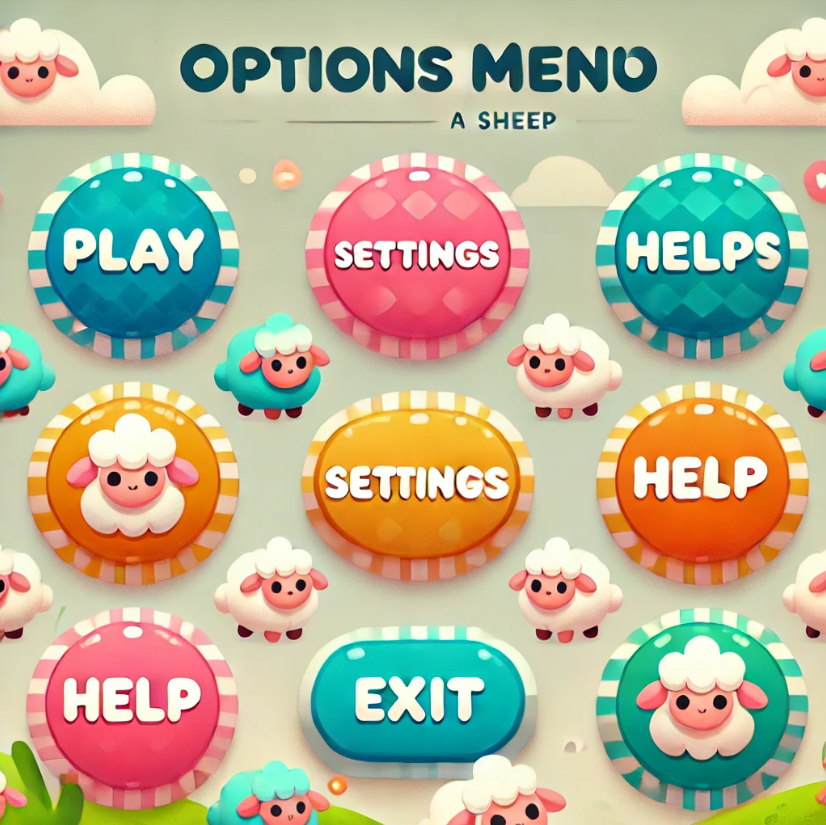 OPTIONS MENU
A SHEEP
PLAY
SETTINGS
HELPS
SETTINGS
HELP
HELP
EXIT